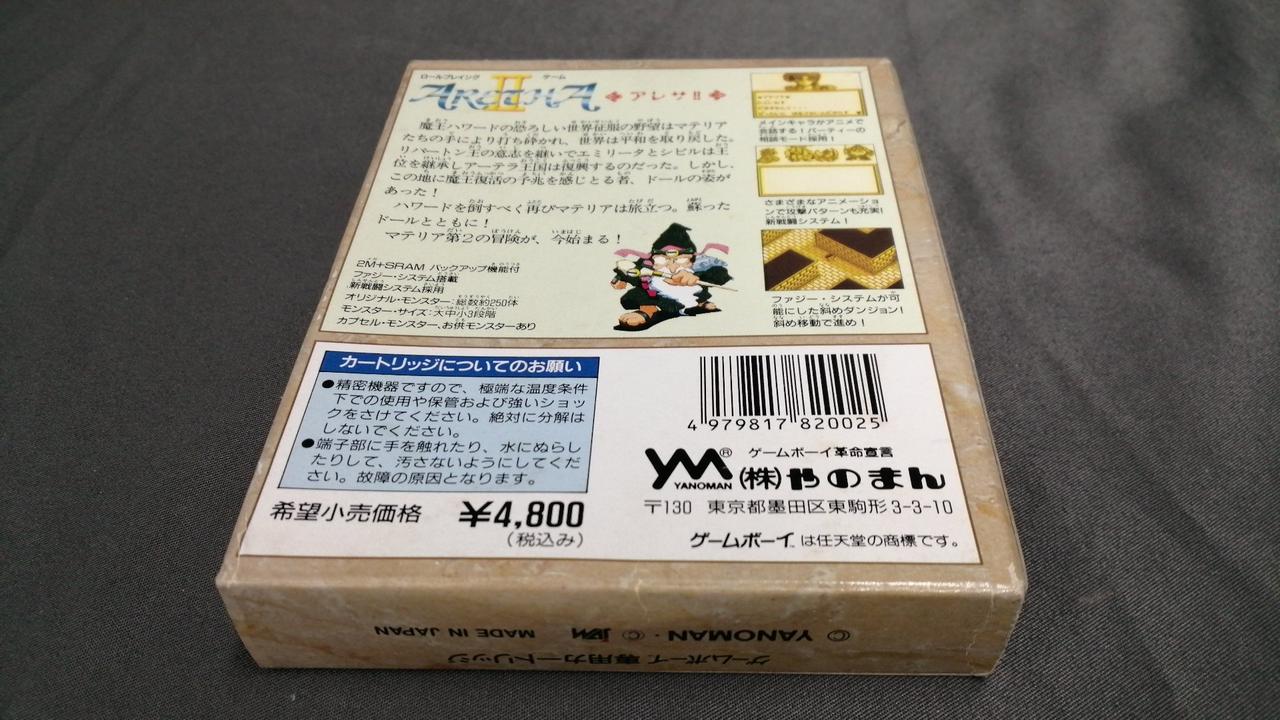 ロールプレイング ゲーム
ARETHA II アレサII
魔王ハワードの恐ろしい世界征服の野望はマテリア
たちの手により打ち砕かれ、世界は平和を取り戻した。
リバートン王の意志を継いでエミリータとシビルは王
位を継承しアーテラ王国は復興するのだった。しかし、
この地に魔王復活の予兆を感じとる者、ドールの姿が
あった！
ハワードを倒すべく再びマテリアは旅立つ。蘇った
ドールとともに！
マテリア第2の冒険が、今始まる！
2M+SRAM バックアップ機能付
ファジー・システム搭載
新戦闘システム採用
オリジナル・モンスター：総数約250体
モンスター・サイズ：大中小3段階
カプセル・モンスター、お供モンスターあり
メインキャラがアニメで
会話する！パーティーの
相談モード採用！
さまざまなアニメーショ
ンで攻撃パターンも充実！
新戦闘システム！
ファジー・システムが可
能にした斜めダンジョン！
斜め移動で進め！
カートリッジについてのお願い
●精密機器ですので、極端な温度条件
下での使用や保管および強いショッ
クをさけてください。絶対に分解は
しないでください。
●端子部に手を触れたり、水にぬらし
たりして、汚さないようにしてくだ
さい。故障の原因となります。
希望小売価格 ¥4,800
(税込み)
4 979817 820025
YM® ゲームボーイ革命宣言
YANOMAN (株)やのまん
〒130 東京都墨田区東駒形3-3-10
ゲームボーイ™は任天堂の商標です。
© YANOMAN・© MADE IN JAPAN
ゲームボーイ専用カートリッジ